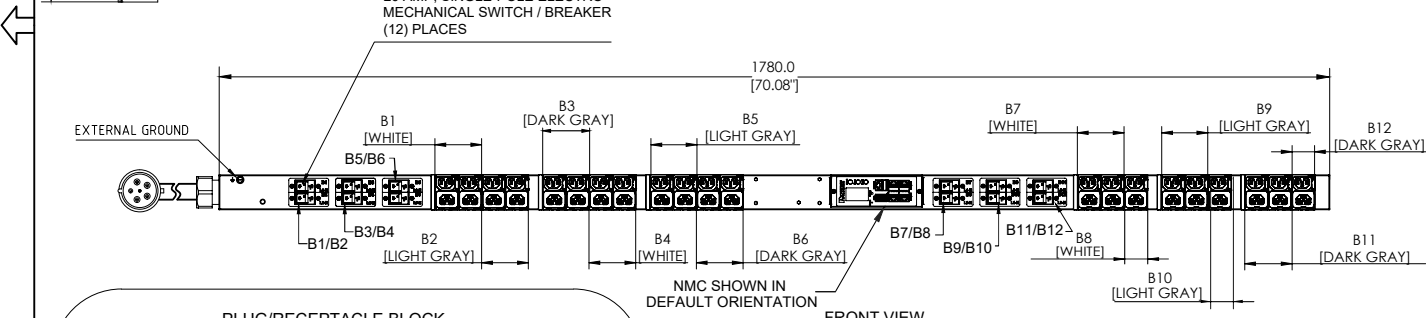 MECHANICAL SWITCH / BREAKER
(12) PLACES
1780.0
[70.08"]
EXTERNAL GROUND
B1
[WHITE]
B3
[DARK GRAY]
B5
[LIGHT GRAY]
B7
[WHITE]
B9
[LIGHT GRAY]
B12
[DARK GRAY]
B5/B6
B1/B2
B3/B4
B2
[LIGHT GRAY]
B4
[WHITE]
B6
[DARK GRAY]
B7/B8
B9/B10
B11/B12
B8
[WHITE]
B10
[LIGHT GRAY]
B11
[DARK GRAY]
NMC SHOWN IN
DEFAULT ORIENTATION
FRONT VIEW
PLUG/RECEPTACLE BLOCK